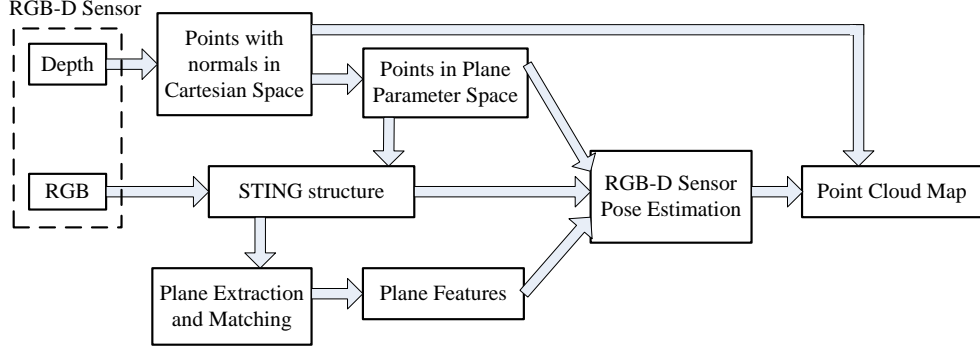 RGB-D Sensor
Depth
Points with
normals in
Cartesian Space
Points in Plane
Parameter Space
RGB
STING structure
RGB-D Sensor
Pose Estimation
Point Cloud Map
Plane Extraction
and Matching
Plane Features